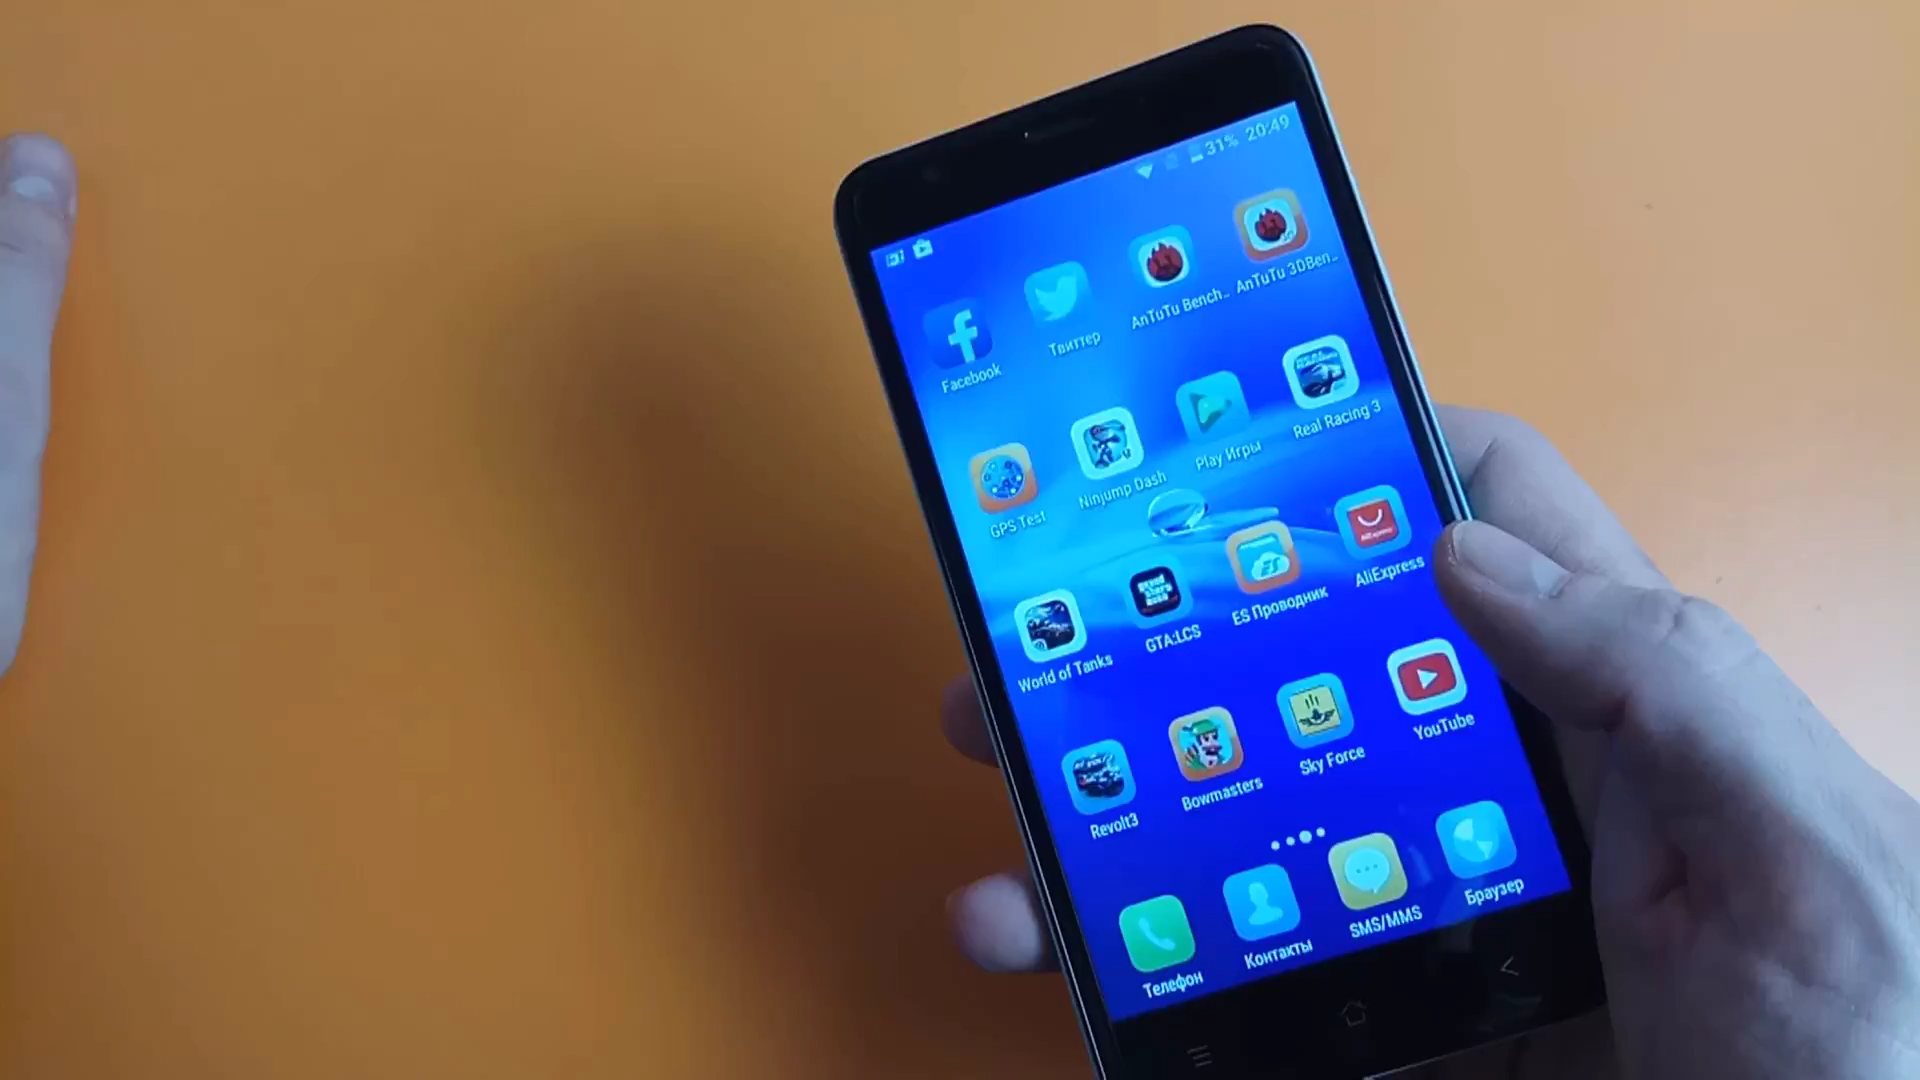 31% 20:49
Facebook
Твиттер
AnTuTu Bench..
AnTuTu 3DBen..
GPS Test
Ninjump Dash
Play Игры
Real Racing 3
World of Tanks
GTA:LCS
ES Проводник
AliExpress
Revolt3
Bowmasters
Sky Force
YouTube
Телефон
Контакты
SMS/MMS
Браузер